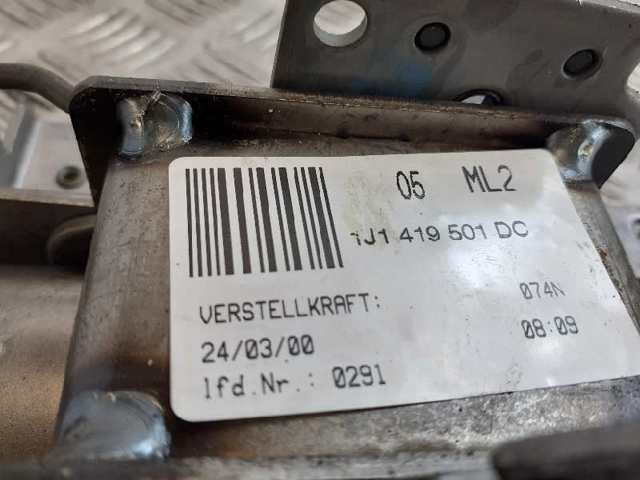 05 ML2
1J1 419 501 DC
VERSTELLKRAFT: 074N
24/03/00 08:09
lfd.Nr.: 0291